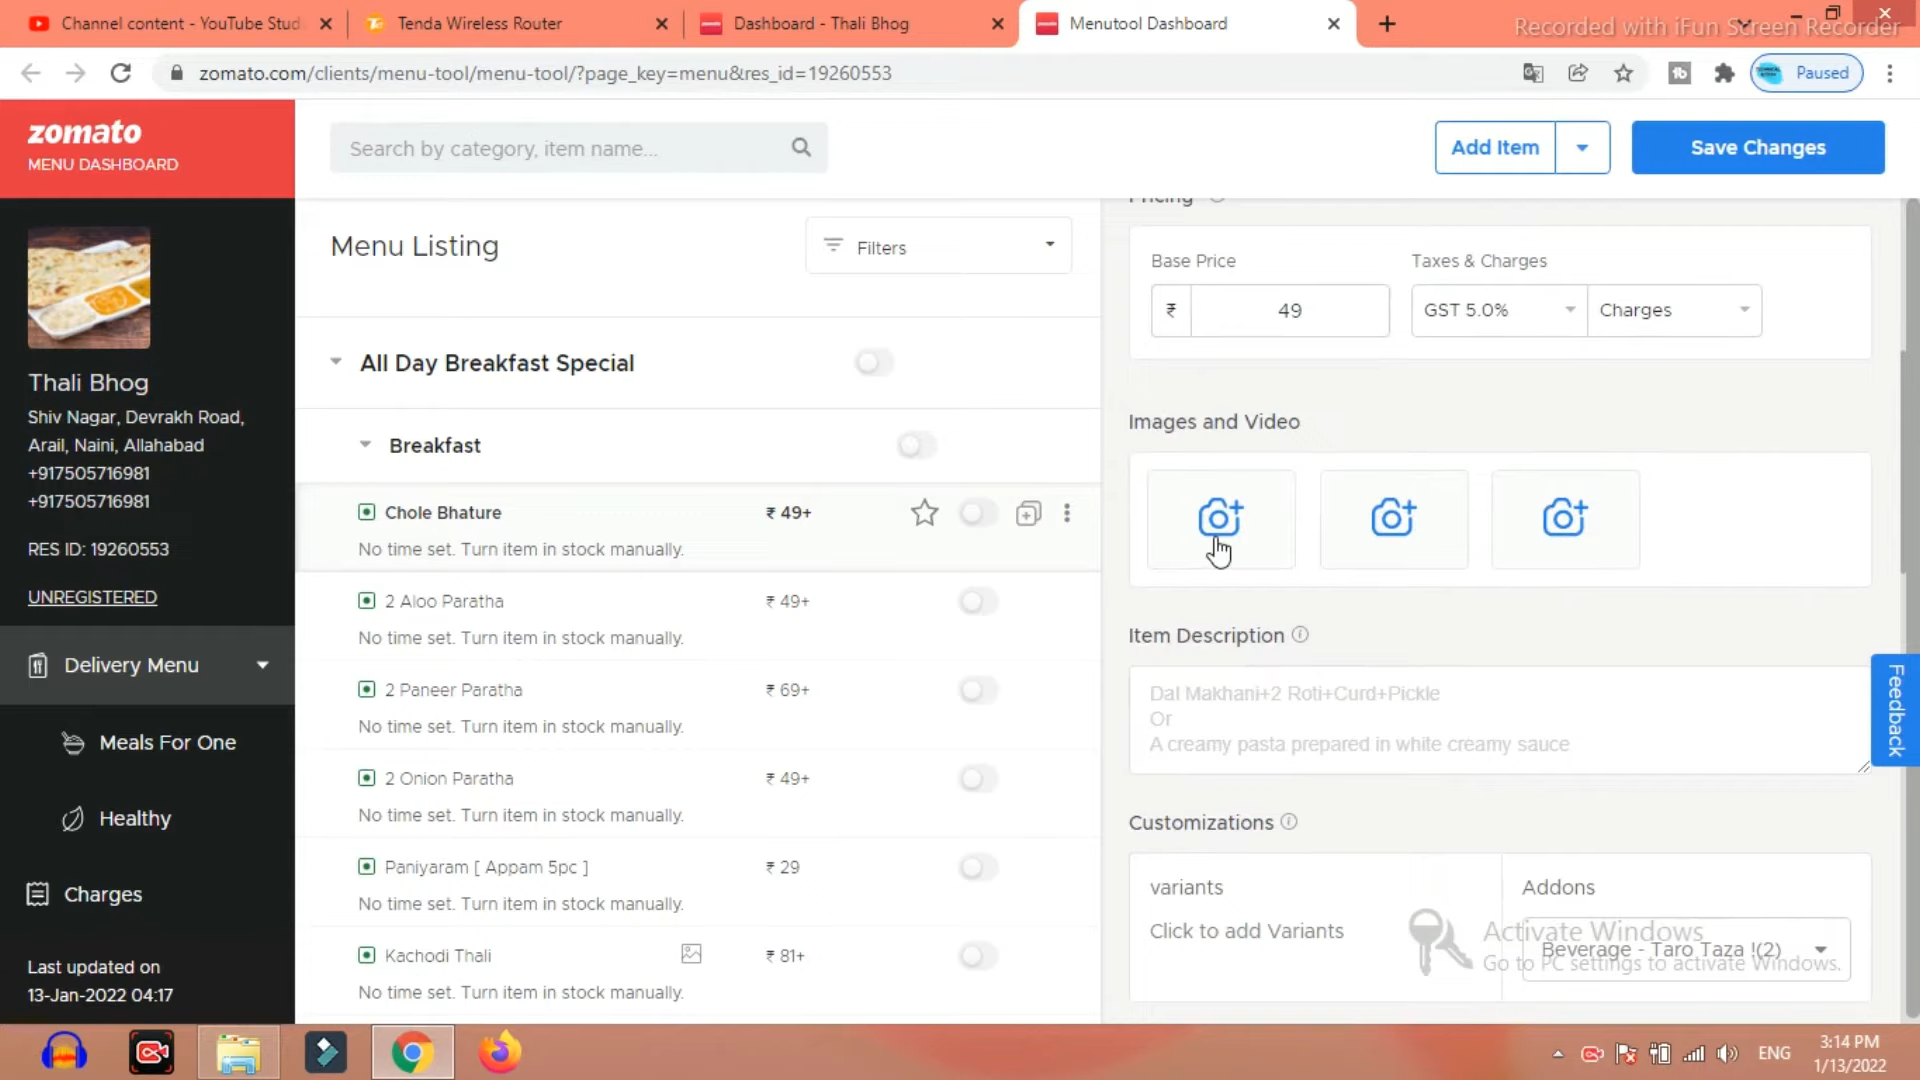 Channel content - YouTube Stud
Tenda Wireless Router
Dashboard - Thali Bhog
Menutool Dashboard
Recorded with iFun Screen Recorder
zomato.com/clients/menu-tool/menu-tool/?page_key=menu&res_id=19260553
Paused
zomato
MENU DASHBOARD
Search by category, item name...
Add Item
Save Changes
Thali Bhog
Shiv Nagar, Devrakh Road,
Arail, Naini, Allahabad
+917505716981
+917505716981
RES ID: 19260553
UNREGISTERED
Delivery Menu
Meals For One
Healthy
Charges
Last updated on
13-Jan-2022 04:17
Menu Listing
Filters
All Day Breakfast Special
Breakfast
Chole Bhature ₹ 49+
No time set. Turn item in stock manually.
2 Aloo Paratha ₹ 49+
No time set. Turn item in stock manually.
2 Paneer Paratha ₹ 69+
No time set. Turn item in stock manually.
2 Onion Paratha ₹ 49+
No time set. Turn item in stock manually.
Paniyaram [ Appam 5pc ] ₹ 29
No time set. Turn item in stock manually.
Kachodi Thali ₹ 81+
No time set. Turn item in stock manually.
Pricing
Base Price
Taxes & Charges
₹ 49
GST 5.0%
Charges
Images and Video
Item Description
Dal Makhani+2 Roti+Curd+Pickle
Or
A creamy pasta prepared in white creamy sauce
Feedback
Customizations
variants
Addons
Click to add Variants
Beverage - Taro Taza !(2)
Activate Windows
Go to PC settings to activate Windows.
ENG
3:14 PM
1/13/2022